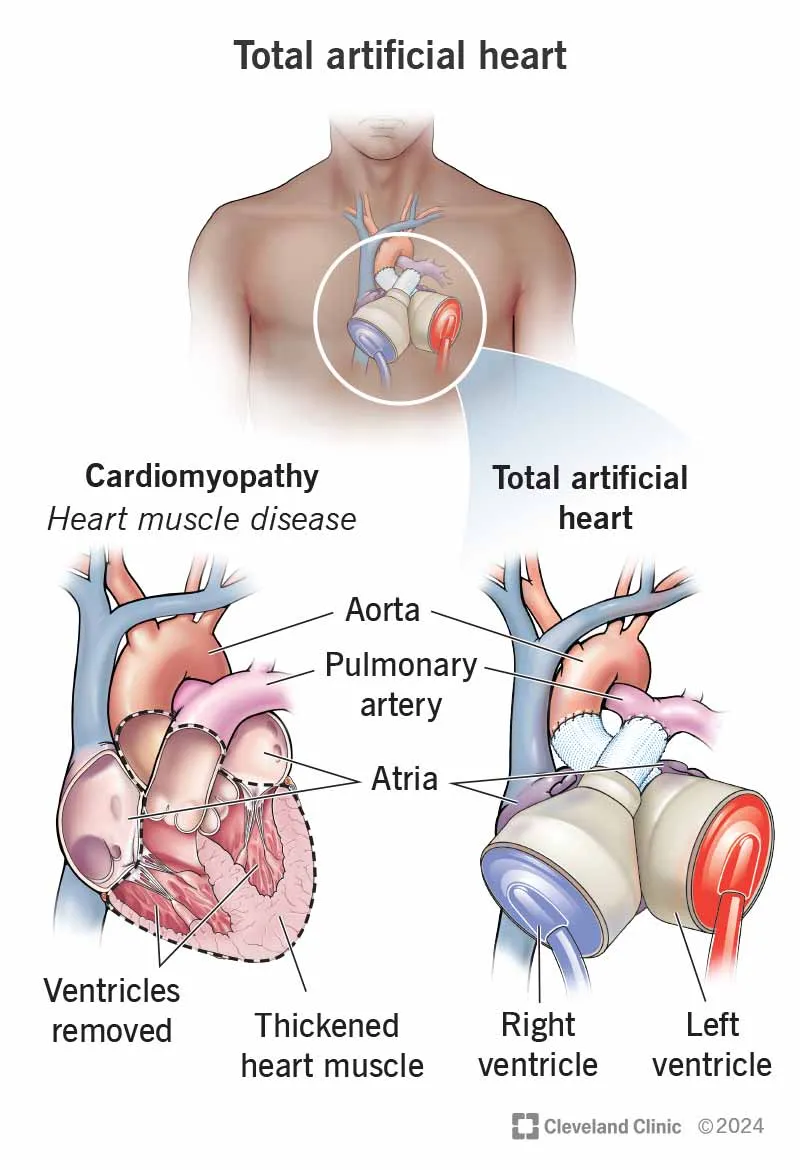 Total artificial heart
Cardiomyopathy
Heart muscle disease
Total artificial
heart
Aorta
Pulmonary
artery
Atria
Ventricles
removed
Thickened
heart muscle
Right
ventricle
Left
ventricle
Cleveland Clinic ©2024